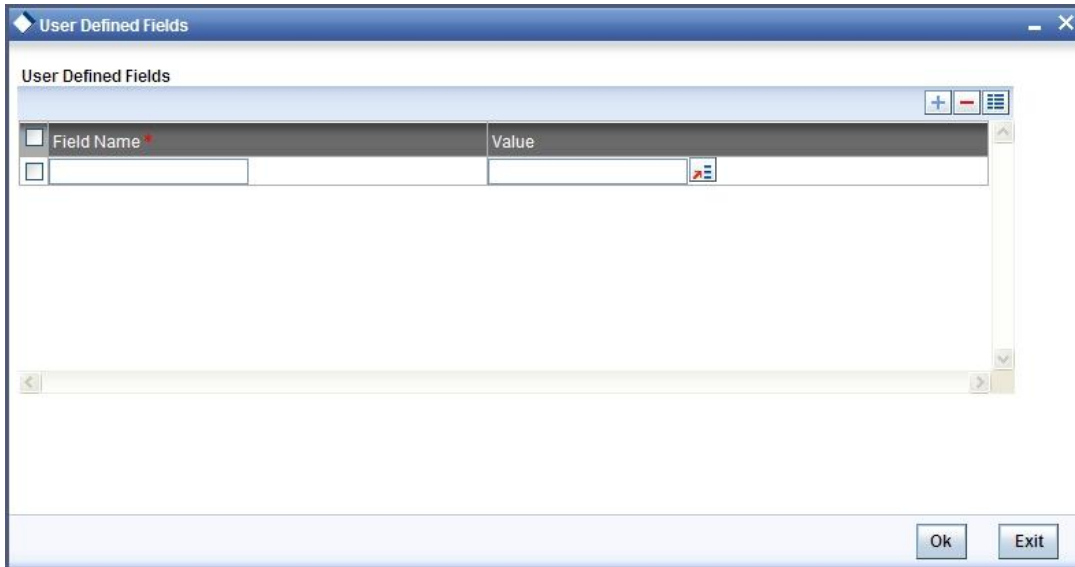 User Defined Fields
User Defined Fields
Field Name * Value
Ok Exit